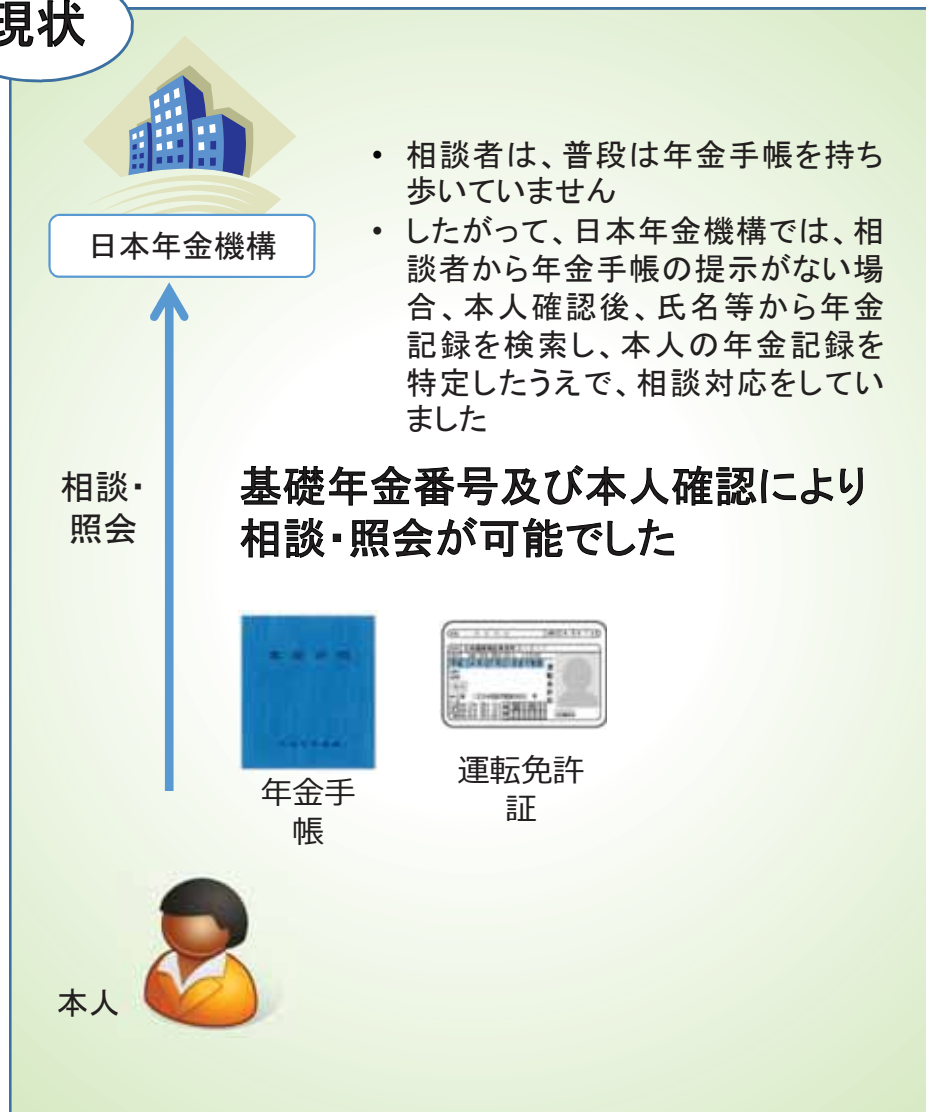 現状
日本年金機構
• 相談者は、普段は年金手帳を持ち
歩いていません
• したがって、日本年金機構では、相
談者から年金手帳の提示がない場
合、本人確認後、氏名等から年金
記録を検索し、本人の年金記録を
特定したうえで、相談対応をしてい
ました
相談・
照会
基礎年金番号及び本人確認により
相談・照会が可能でした
年金手
帳
運転免許
証
本人